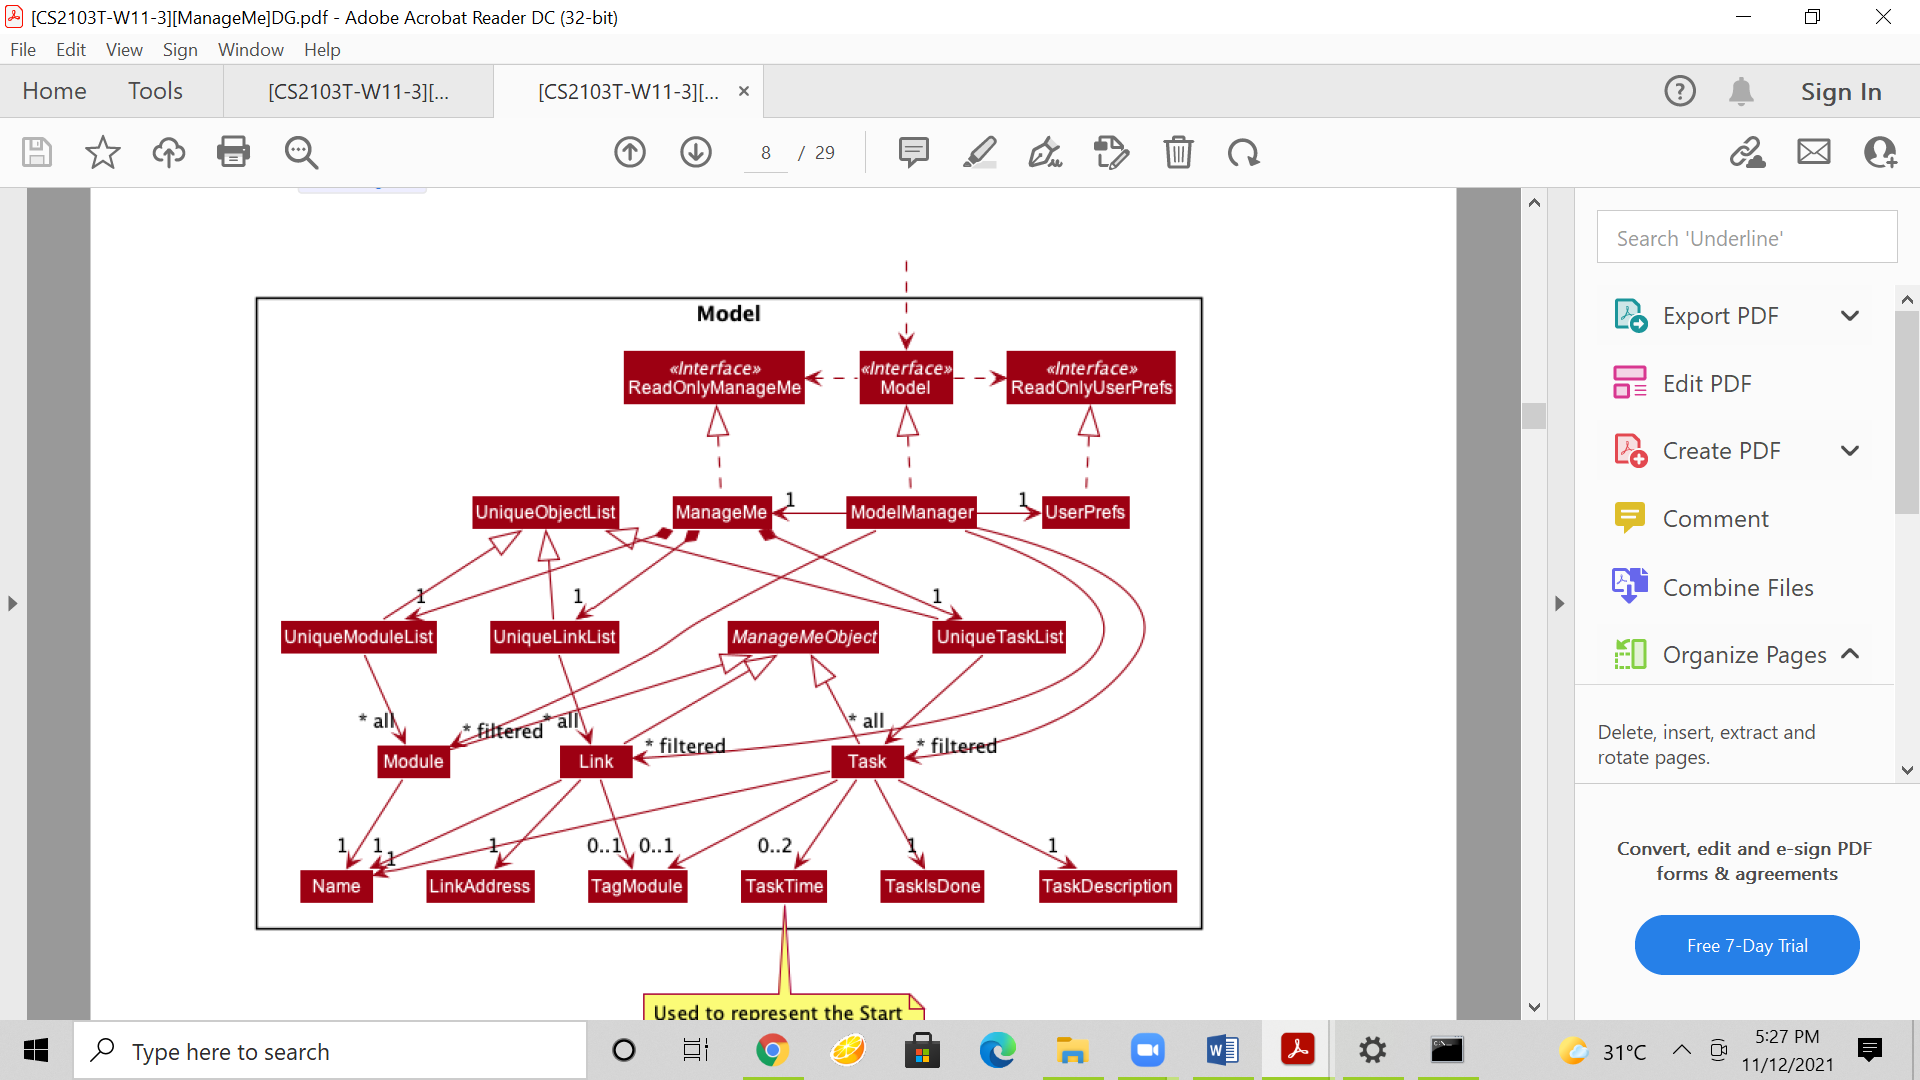 [CS2103T-W11-3][ManageMe]DG.pdf - Adobe Acrobat Reader DC (32-bit)
File Edit View Sign Window Help
Home Tools [CS2103T-W11-3][... [CS2103T-W11-3][... × Sign In
8 / 29
Search 'Underline'
Export PDF
Edit PDF
Create PDF
Comment
Combine Files
Organize Pages
Delete, insert, extract and
rotate pages.
Convert, edit and e-sign PDF
forms & agreements
Free 7-Day Trial
Model
«Interface»
ReadOnlyManageMe
«Interface»
Model
«Interface»
ReadOnlyUserPrefs
UniqueObjectList ManageMe 1 ModelManager 1 UserPrefs
1 1 1
UniqueModuleList UniqueLinkList ManageMeObject UniqueTaskList
* all * filtered * all * filtered * all * filtered
Module Link Task
1 1 1 1 0..1 0..1 0..2 1 1
Name LinkAddress TagModule TaskTime TaskIsDone TaskDescription
Used to represent the Start
Type here to search
31°C
5:27 PM
11/12/2021